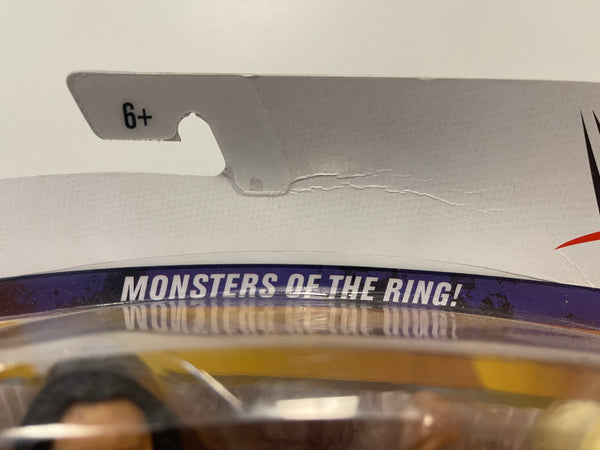 6+
MONSTERS OF THE RING!